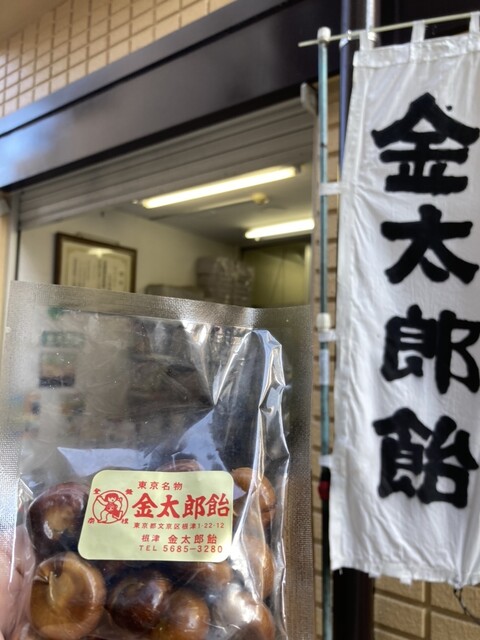 金太郎飴
東京名物
金太郎飴
東京都文京区根津1-22-12
根津 金太郎飴
TEL 5685-3280